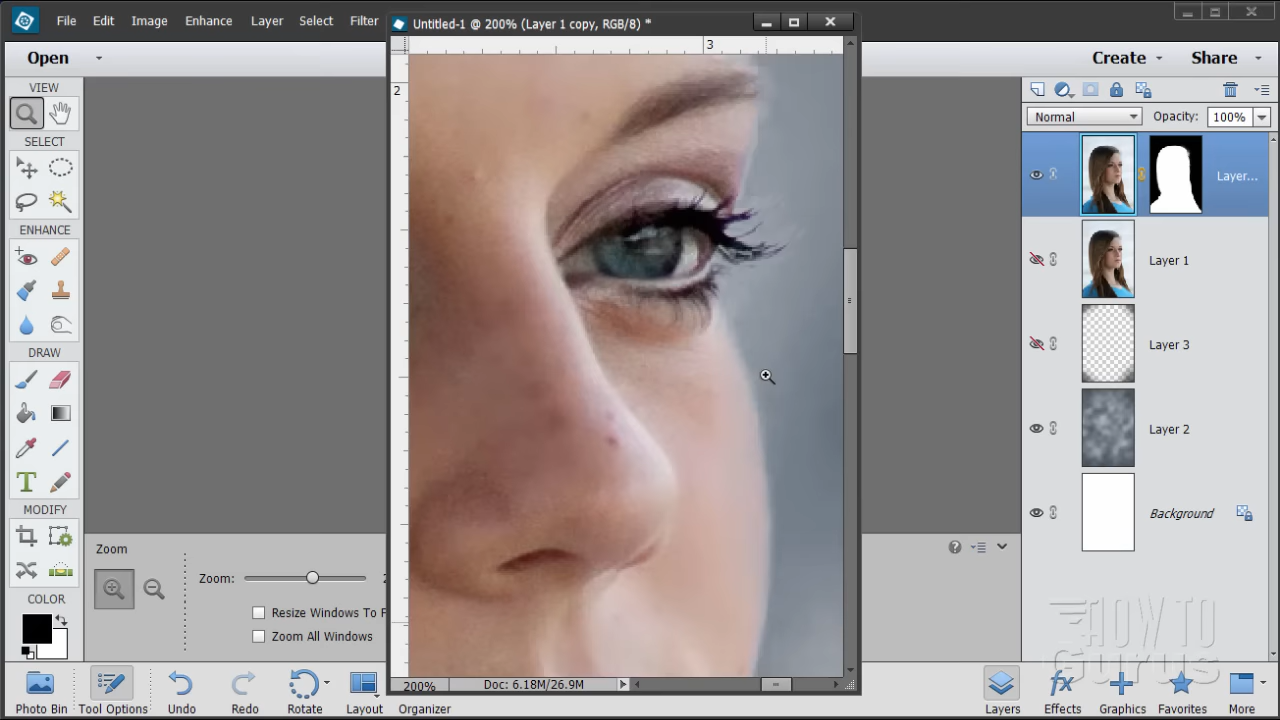 File Edit Image Enhance Layer Select Filter
Untitled-1 @ 200% (Layer 1 copy, RGB/8) *
Open
Create
Share
VIEW
SELECT
ENHANCE
DRAW
MODIFY
COLOR
3
2
Normal
Opacity: 100%
Layer...
Layer 1
Layer 3
Layer 2
Background
Zoom
Zoom:
Resize Windows To F
Zoom All Windows
200%
Doc: 6.18M/26.9M
HOW TO
Gurus
Photo Bin
Tool Options
Undo
Redo
Rotate
Layout
Organizer
Layers
Effects
Graphics
Favorites
More